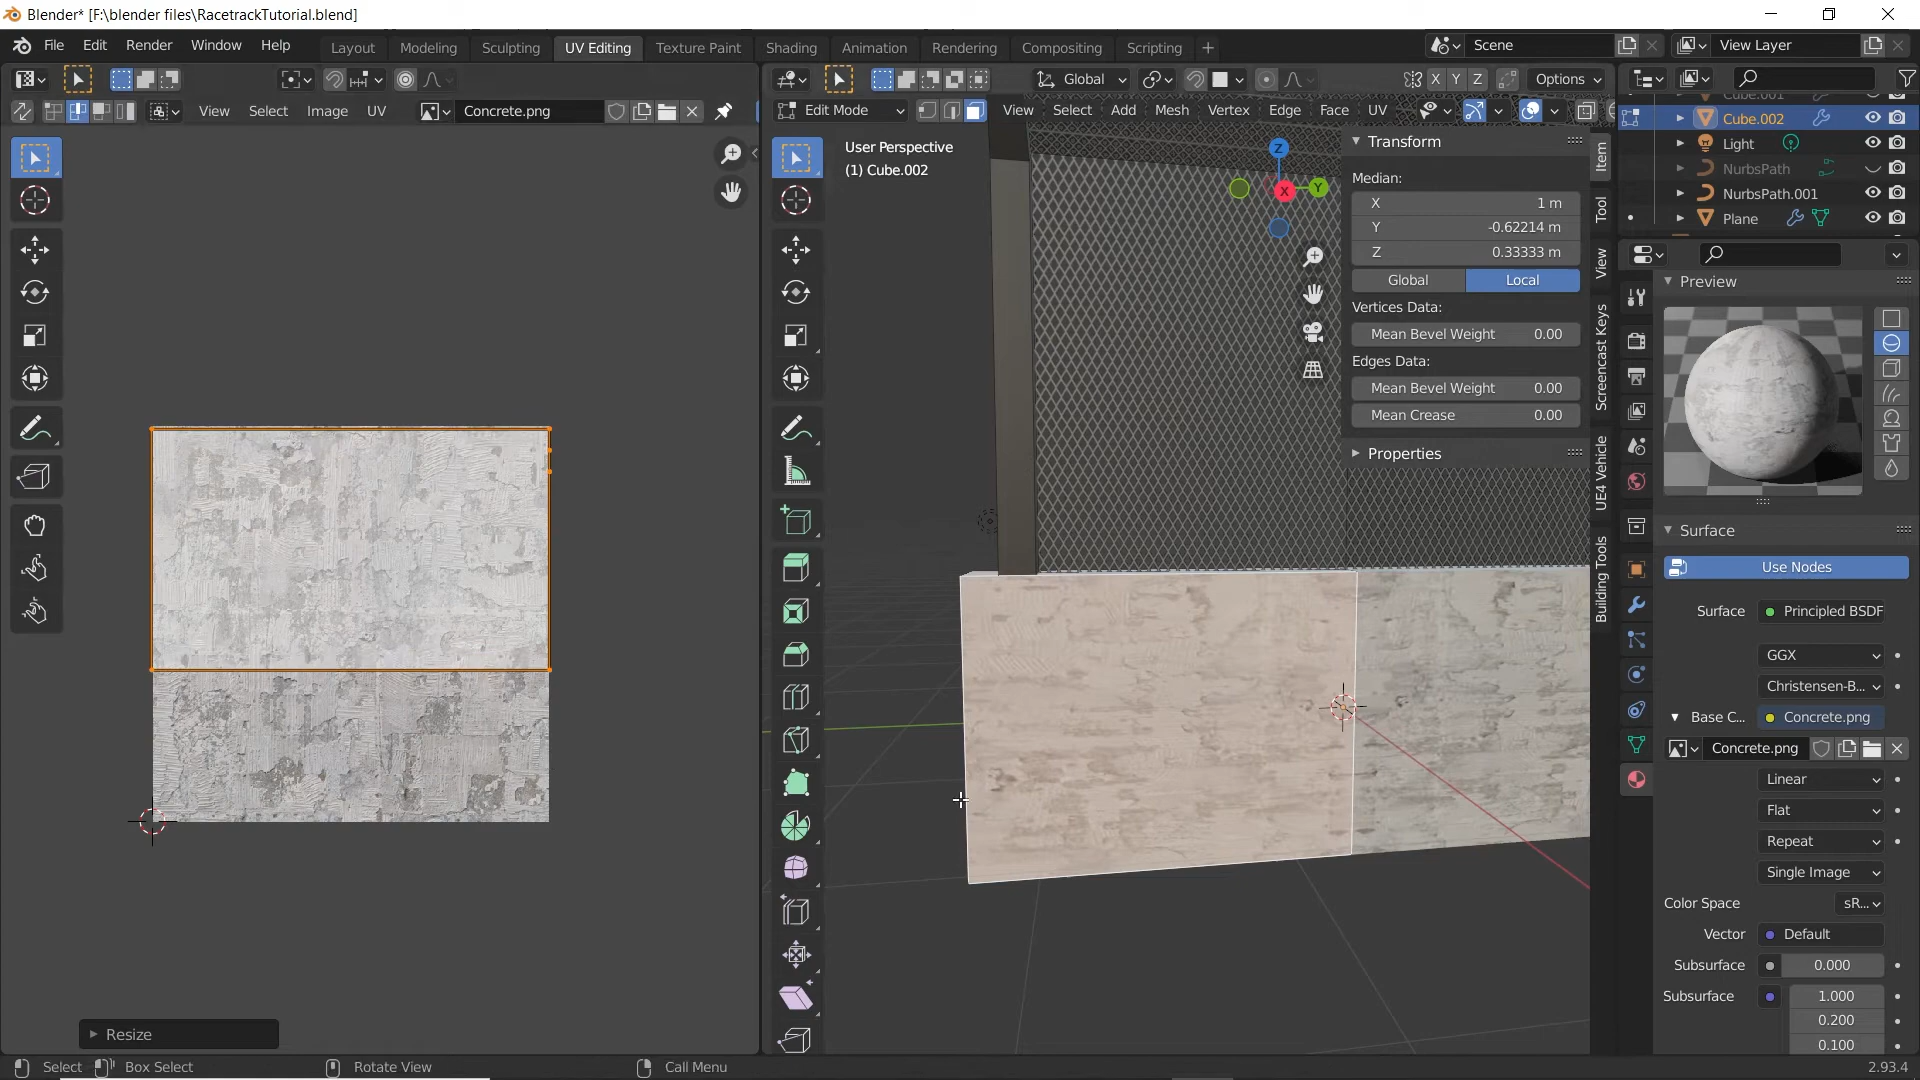 Blender* [F:\blender files\RacetrackTutorial.blend]
File Edit Render Window Help Layout Modeling Sculpting UV Editing Texture Paint Shading Animation Rendering Compositing Scripting + Scene View Layer
Global X Y Z Options
View Select Image UV Concrete.png Edit Mode View Select Add Mesh Vertex Edge Face UV
User Perspective
(1) Cube.002
Z
Y
X
Transform
Median:
X 1 m
Y -0.62214 m
Z 0.33333 m
Global Local
Vertices Data:
Mean Bevel Weight 0.00
Edges Data:
Mean Bevel Weight 0.00
Mean Crease 0.00
Properties
Item
Tool
View
Screencast Keys
UE4 Vehicle
Building Tools
Cube.001
Cube.002
Light
NurbsPath
NurbsPath.001
Plane
Preview
Surface
Use Nodes
Surface Principled BSDF
GGX
Christensen-B...
Base C... Concrete.png
Concrete.png
Linear
Flat
Repeat
Single Image
Color Space sR...
Vector Default
Subsurface 0.000
Subsurface 1.000
0.200
0.100
Resize
Select Box Select Rotate View Call Menu 2.93.4